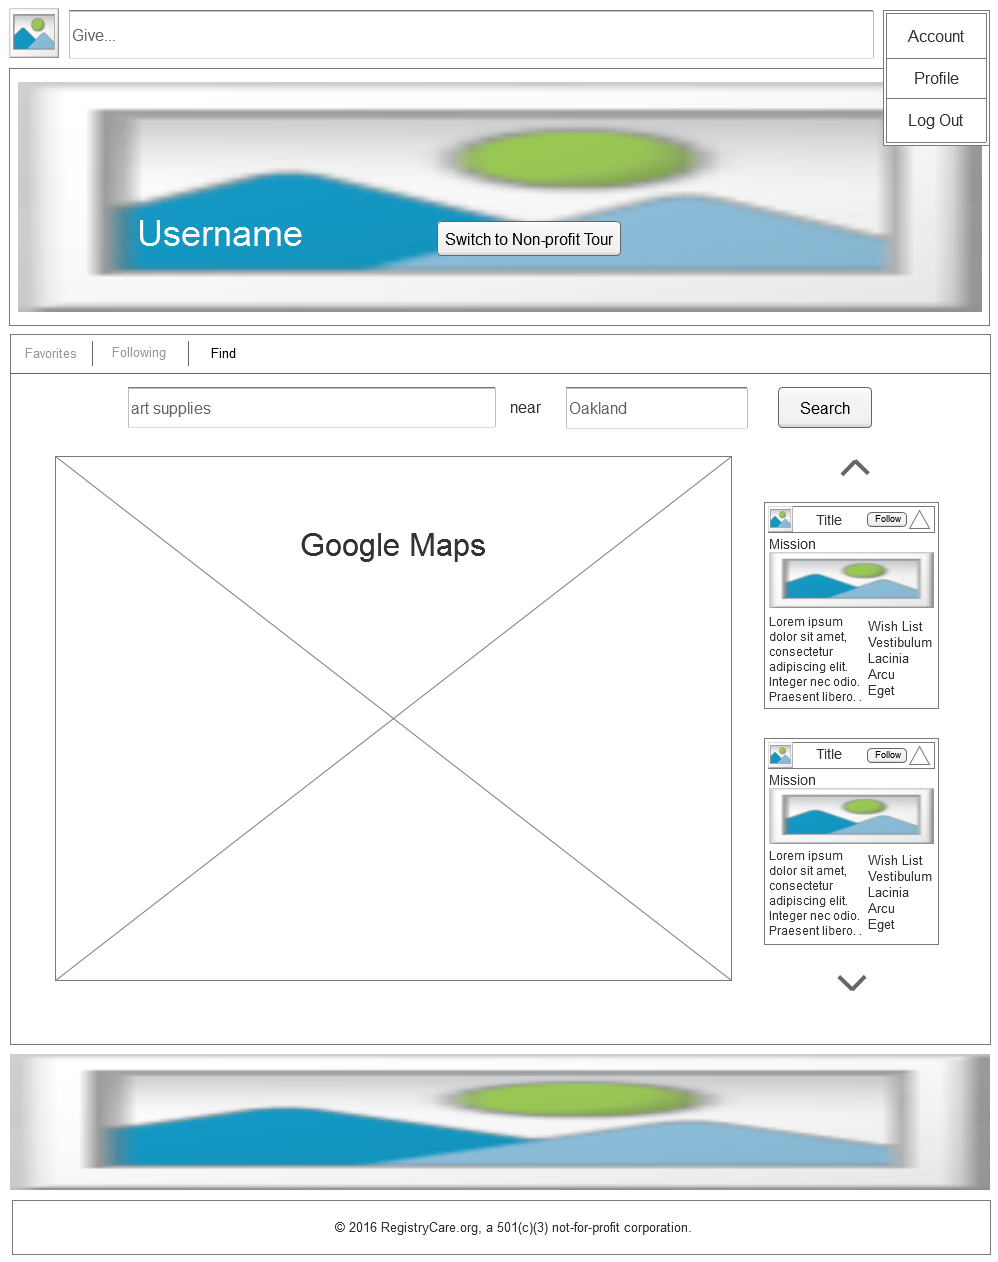 Give...
Account
Profile
Log Out
Username
Switch to Non-profit Tour
Favorites
Following
Find
art supplies
near
Oakland
Search
Google Maps
Title
Follow
Mission
Lorem ipsum
dolor sit amet,
consectetur
adipiscing elit.
Integer nec odio.
Praesent libero. .
Wish List
Vestibulum
Lacinia
Arcu
Eget
Title
Follow
Mission
Lorem ipsum
dolor sit amet,
consectetur
adipiscing elit.
Integer nec odio.
Praesent libero. .
Wish List
Vestibulum
Lacinia
Arcu
Eget
© 2016 RegistryCare.org, a 501(c)(3) not-for-profit corporation.